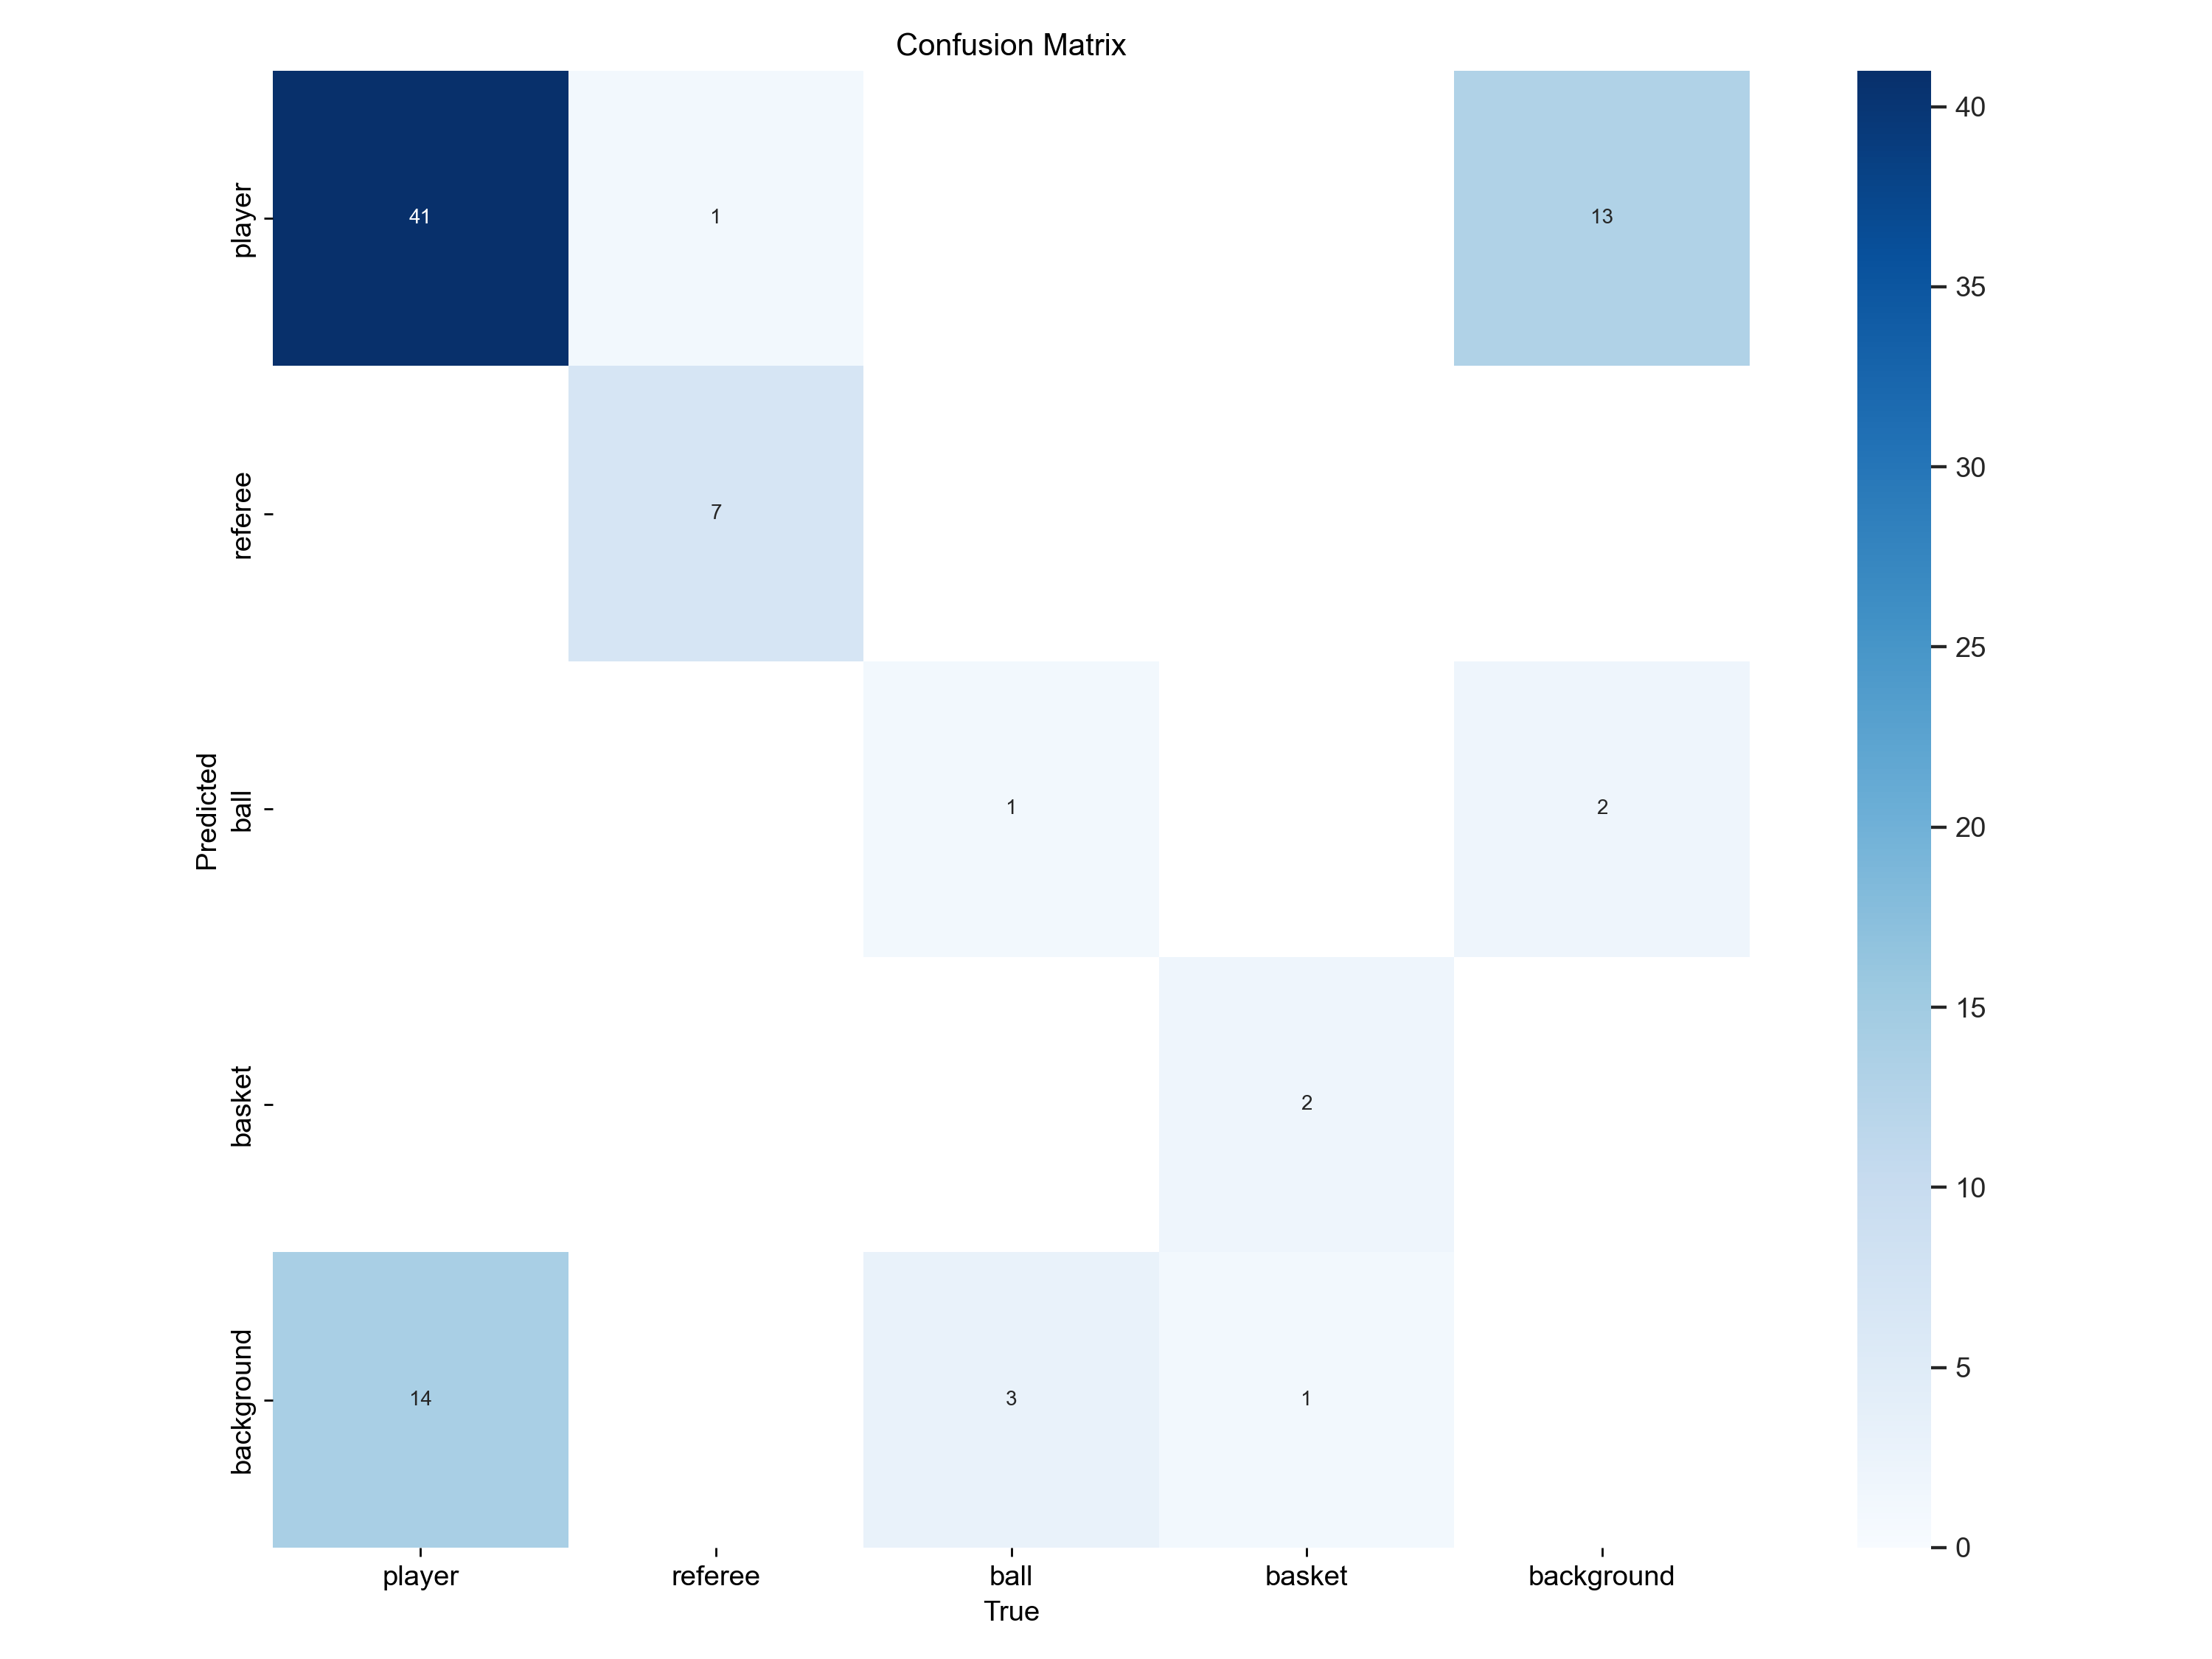 Confusion Matrix
player
41
1
13
referee
7
Predicted
ball
1
2
basket
2
background
14
3
1
player
referee
ball
basket
background
True
40
35
30
25
20
15
10
5
0